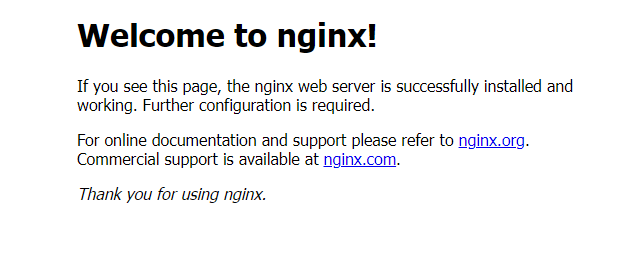 Welcome to nginx!
If you see this page, the nginx web server is successfully installed and
working. Further configuration is required.
For online documentation and support please refer to nginx.org.
Commercial support is available at nginx.com.
Thank you for using nginx.